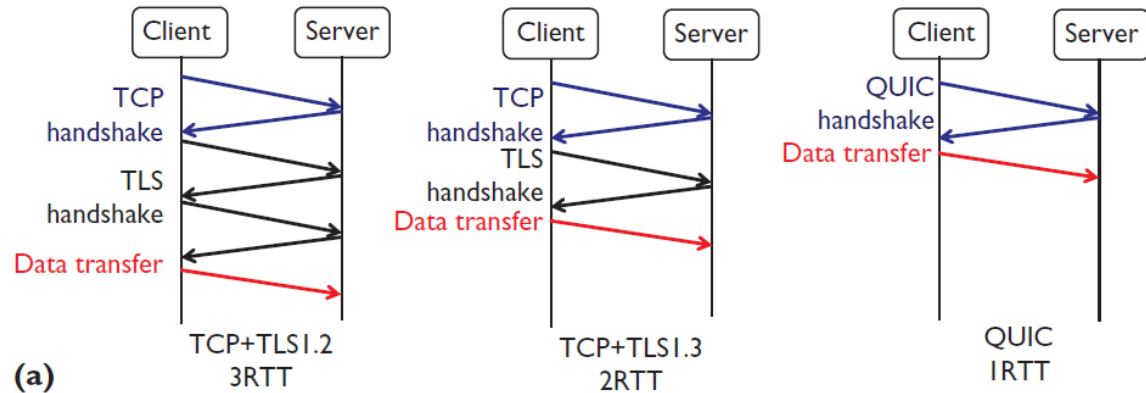 Client
Server
TCP
handshake
TLS
handshake
Data transfer
TCP+TLS1.2
3RTT
Client
Server
TCP
handshake
TLS
handshake
Data transfer
TCP+TLS1.3
2RTT
Client
Server
QUIC
handshake
Data transfer
QUIC
1RTT
(a)